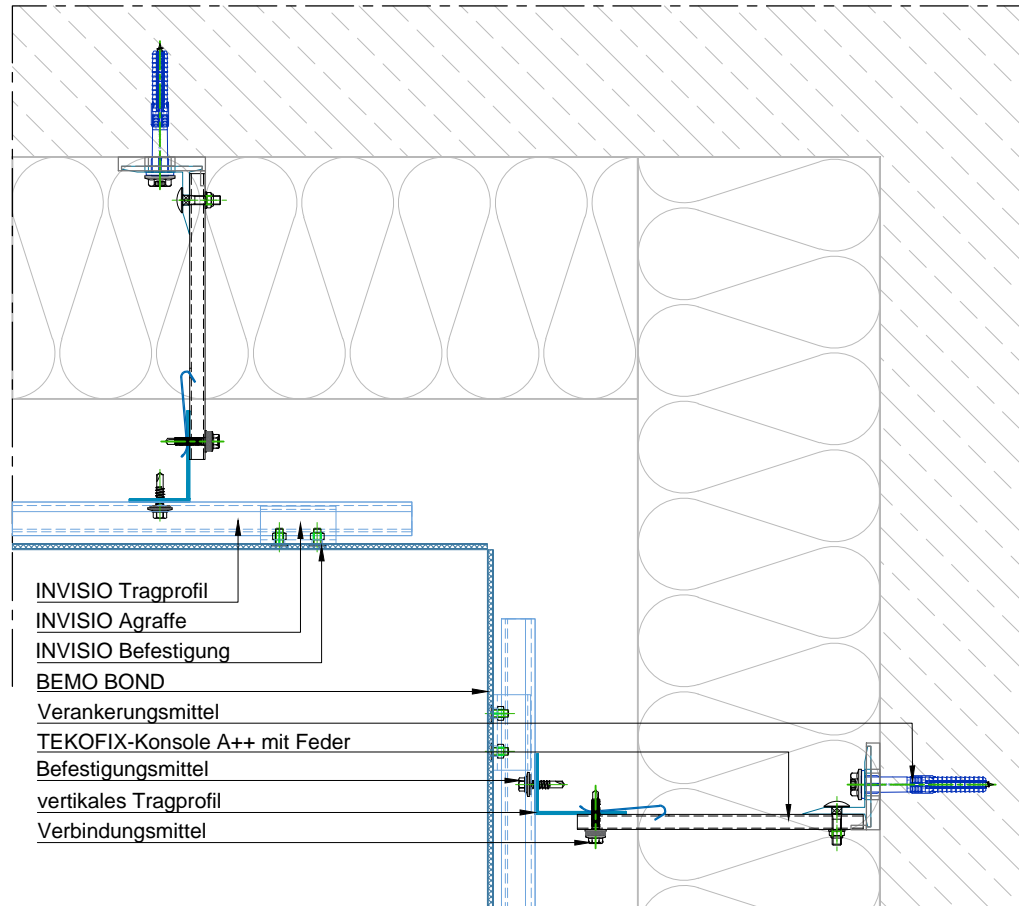 INVISIO Tragprofil
INVISIO Agraffe
INVISIO Befestigung
BEMO BOND
Verankerungsmittel
TEKOFIX-Konsole A++ mit Feder
Befestigungsmittel
vertikales Tragprofil
Verbindungsmittel